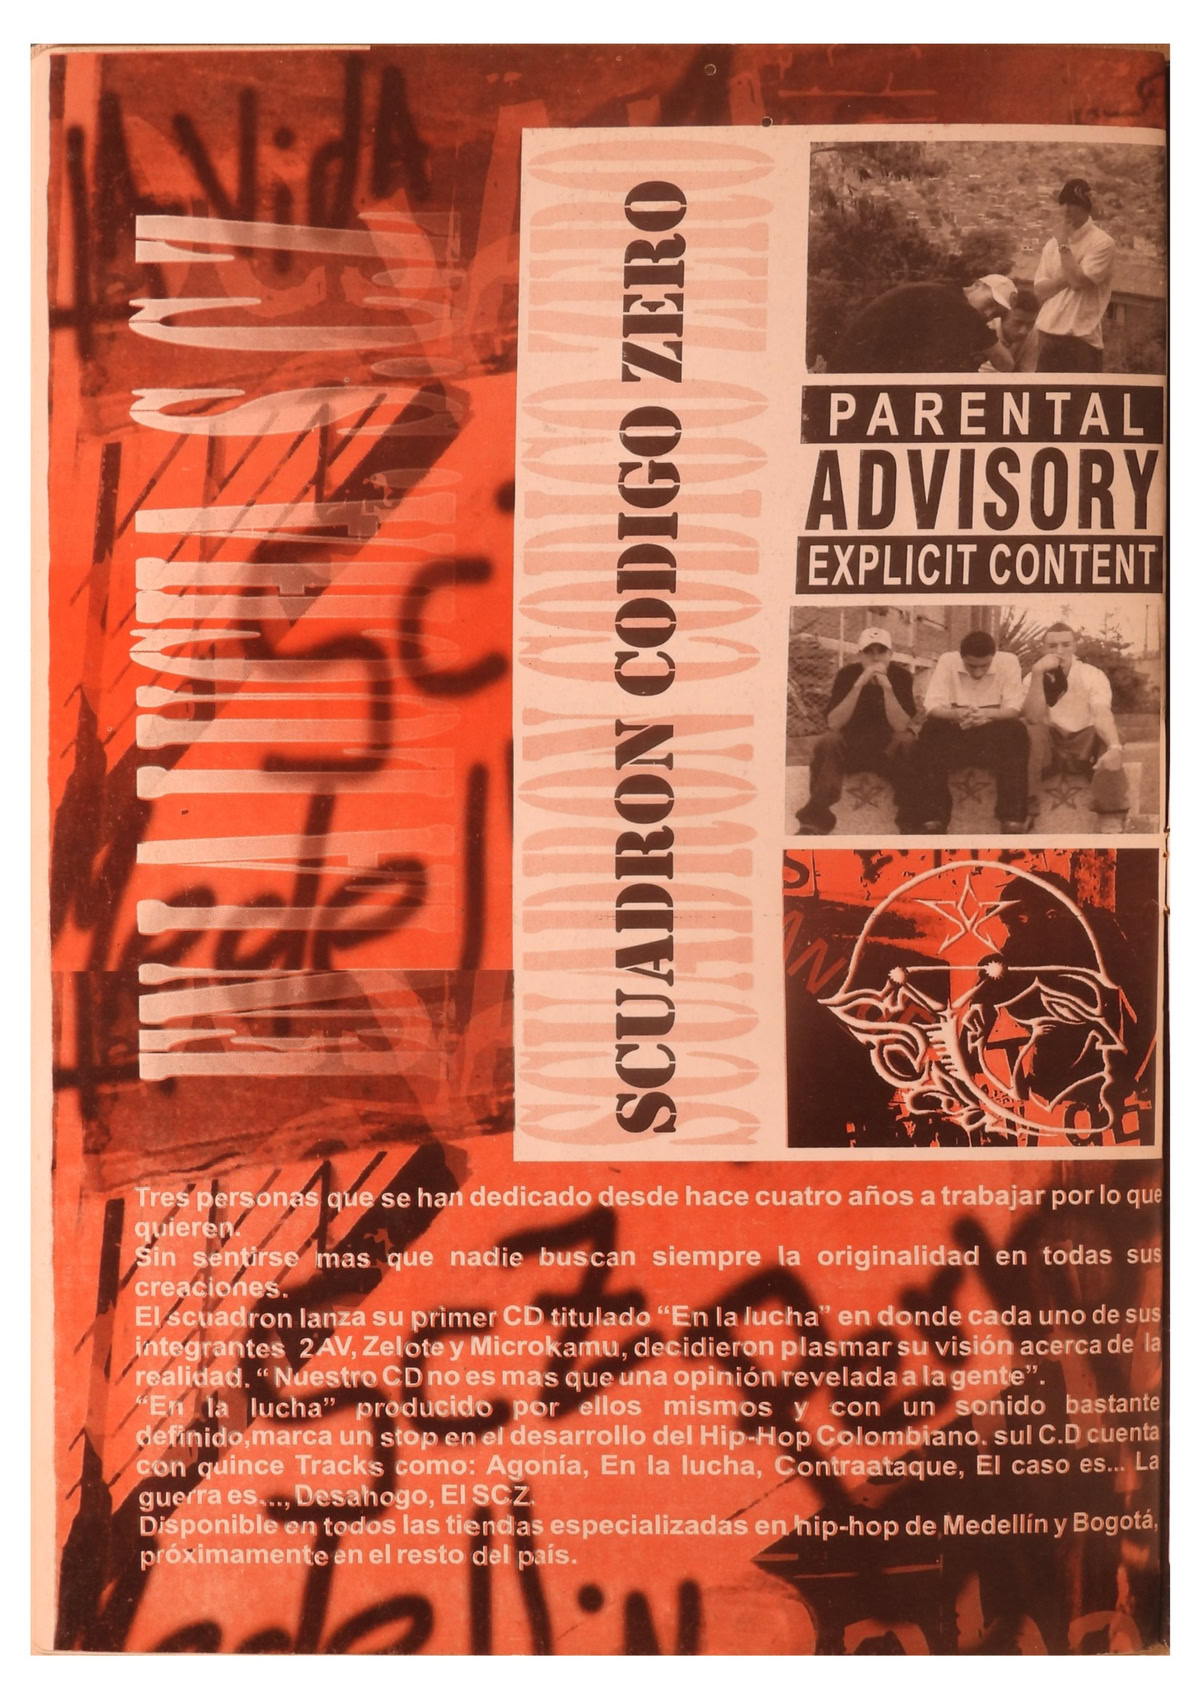 EN LA LUCHA SCZ
SCUADRON CODIGO ZERO
SCUADRON CODIGO ZERO
PARENTAL
ADVISORY
EXPLICIT CONTENT
Tres personas que se han dedicado desde hace cuatro años a trabajar por lo que
quieren.
Sin sentirse mas que nadie buscan siempre la originalidad en todas sus
creaciones.
El scuadron lanza su primer CD titulado “En la lucha” en donde cada uno de sus
integrantes 2AV, Zelote y Microkamu, decidieron plasmar su visión acerca de la
realidad. “ Nuestro CD no es mas que una opinión revelada a la gente”.
“En la lucha” producido por ellos mismos y con un sonido bastante
definido,marca un stop en el desarrollo del Hip-Hop Colombiano. sul C.D cuenta
con quince Tracks como: Agonía, En la lucha, Contraataque, El caso es... La
guerra es..., Desahogo, El SCZ.
Disponible en todos las tiendas especializadas en hip-hop de Medellín y Bogotá,
próximamente en el resto del país.